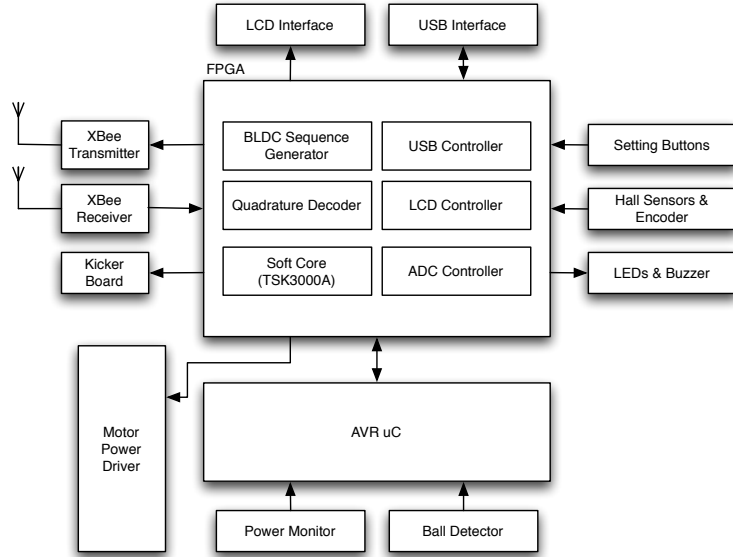 LCD Interface
USB Interface
FPGA
XBee
Transmitter
BLDC Sequence
Generator
USB Controller
Setting Buttons
XBee
Receiver
Quadrature Decoder
LCD Controller
Hall Sensors &
Encoder
Kicker
Board
Soft Core
(TSK3000A)
ADC Controller
LEDs & Buzzer
Motor
Power
Driver
AVR uC
Power Monitor
Ball Detector